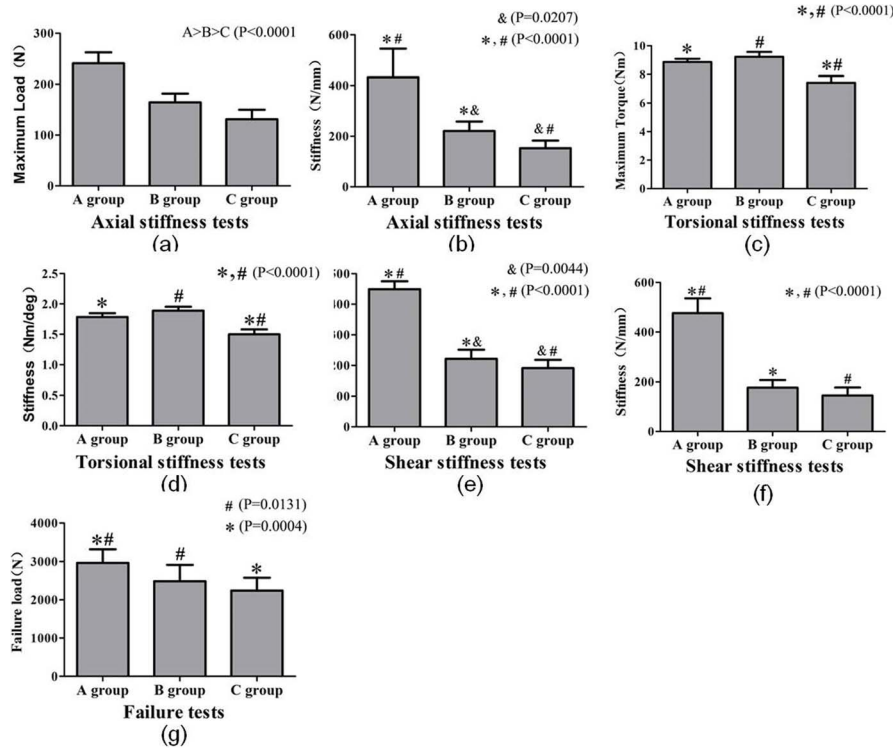 A>B>C (P<0.0001
Maximum Load (N)
300
200
100
0
A group B group C group
Axial stiffness tests
(a)
& (P=0.0207)
*, # (P<0.0001)
Stiffness (N/mm)
600
400
200
0
*#
*&
&#
A group B group C group
Axial stiffness tests
(b)
*,# (P<0.0001)
Maximum Torque(Nm)
10
8
6
4
2
0
*
#
*#
A group B group C group
Torsional stiffness tests
(c)
*,# (P<0.0001)
Stiffness (Nm/deg)
2.5
2.0
1.5
1.0
0.5
0.0
*
#
*#
A group B group C group
Torsional stiffness tests
(d)
& (P=0.0044)
*, # (P<0.0001)
200
*#
*&
&#
A group B group C group
Shear stiffness tests
(e)
*, # (P<0.0001)
Stiffness (N/mm)
600
400
200
0
*#
*
#
A group B group C group
Shear stiffness tests
(f)
# (P=0.0131)
* (P=0.0004)
Failure load(N)
4000
3000
2000
1000
0
*#
#
*
A group B group C group
Failure tests
(g)